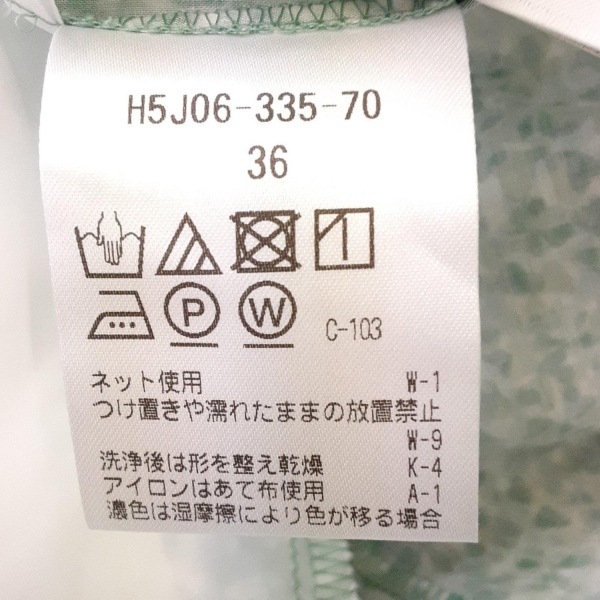 H5J06-335-70
36
P W C-103
ネット使用 W-1
つけ置きや濡れたままの放置禁止
W-9
洗浄後は形を整え乾燥 K-4
アイロンはあて布使用 A-1
濃色は湿摩擦により色が移る場合